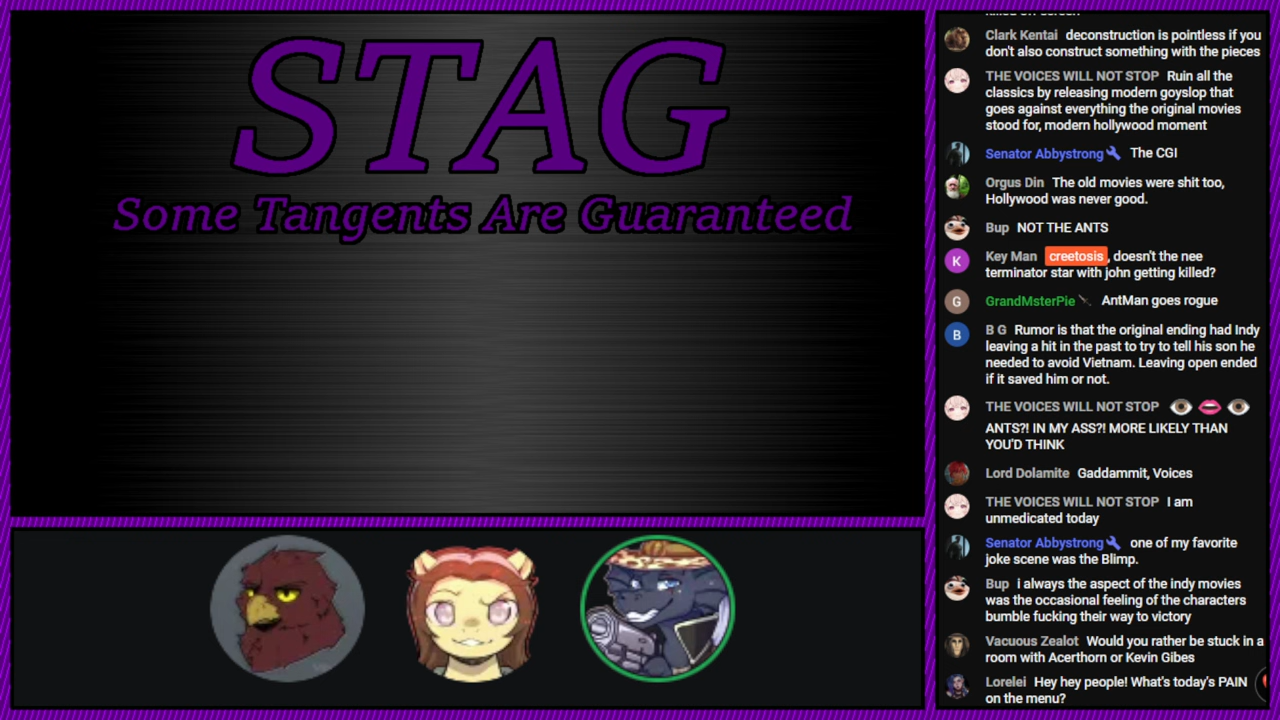 STAG
Some Tangents Are Guaranteed
Clark Kentai deconstruction is pointless if you
don't also construct something with the pieces
THE VOICES WILL NOT STOP Ruin all the
classics by releasing modern goyslop that
goes against everything the original movies
stood for, modern hollywood moment
Senator Abbystrong The CGI
Orgus Din The old movies were shit too,
Hollywood was never good.
Bup NOT THE ANTS
K
Key Man creetosis, doesn't the nee
terminator star with john getting killed?
G
GrandMsterPie AntMan goes rogue
B
B G Rumor is that the original ending had Indy
leaving a hit in the past to try to tell his son he
needed to avoid Vietnam. Leaving open ended
if it saved him or not.
THE VOICES WILL NOT STOP
ANTS?! IN MY ASS?! MORE LIKELY THAN
YOU'D THINK
Lord Dolamite Gaddammit, Voices
THE VOICES WILL NOT STOP I am
unmedicated today
Senator Abbystrong one of my favorite
joke scene was the Blimp.
Bup i always the aspect of the indy movies
was the occasional feeling of the characters
bumble fucking their way to victory
Vacuous Zealot Would you rather be stuck in a
room with Acerthorn or Kevin Gibes
Lorelei Hey hey people! What's today's PAIN
on the menu?